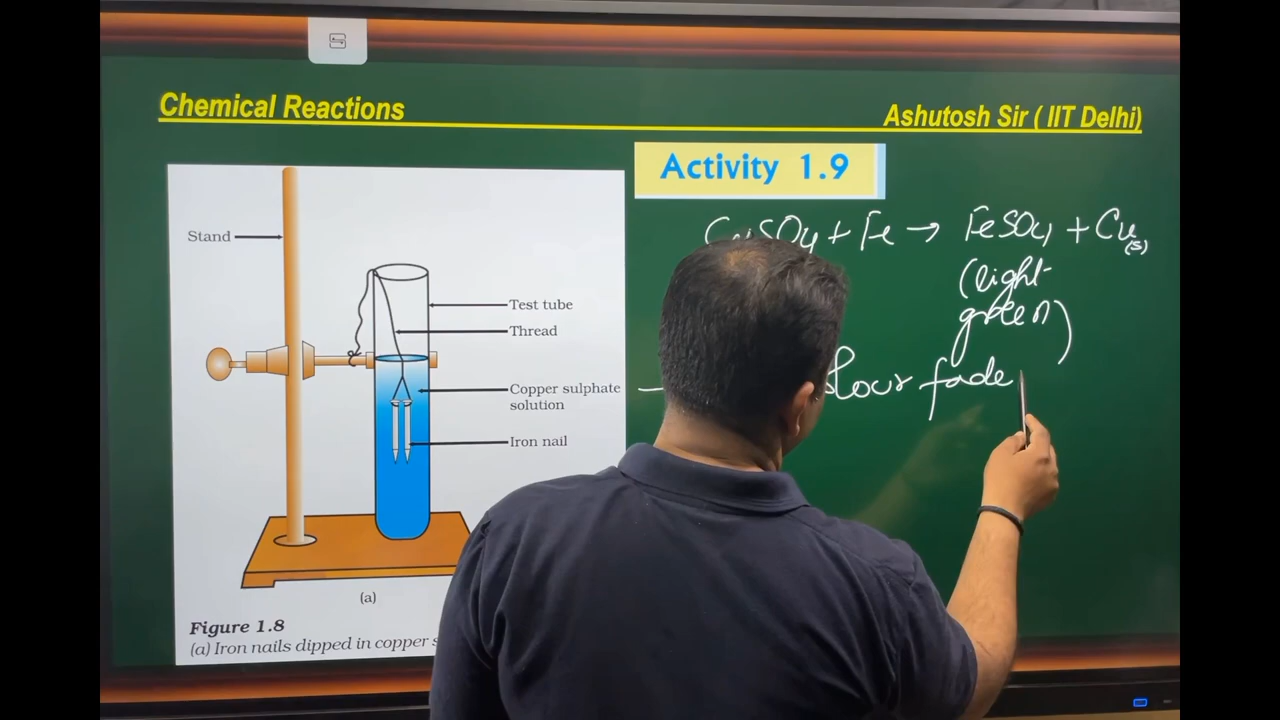 Chemical Reactions
Ashutosh Sir ( IIT Delhi)
Activity 1.9
Stand
Test tube
Thread
Copper sulphate
solution
Iron nail
(a)
Figure 1.8
(a) Iron nails dipped in copper
CuSO4 + Fe → FeSO4 + Cu(s)
(light
green)
fade